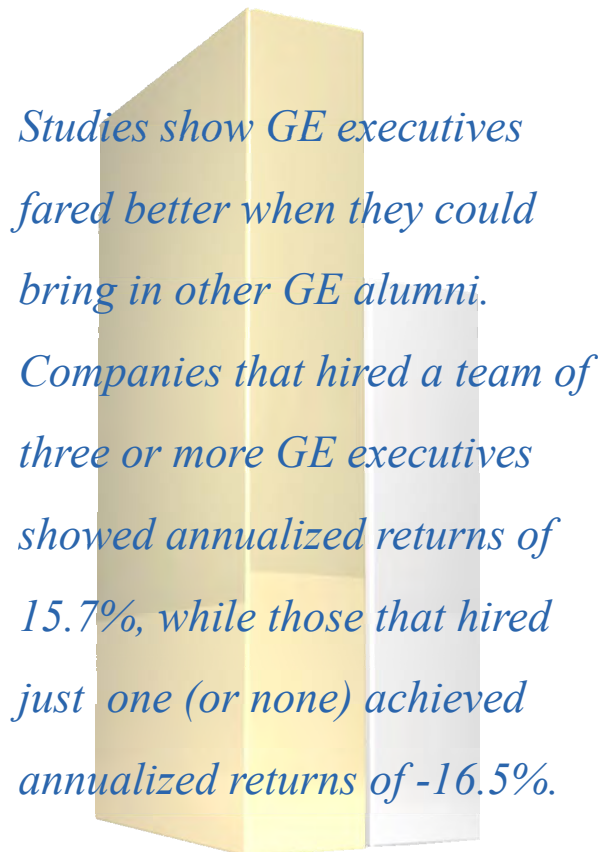 Studies show GE executives
fared better when they could
bring in other GE alumni.
Companies that hired a team of
three or more GE executives
showed annualized returns of
15.7%, while those that hired
just  one (or none) achieved
annualized returns of -16.5%.